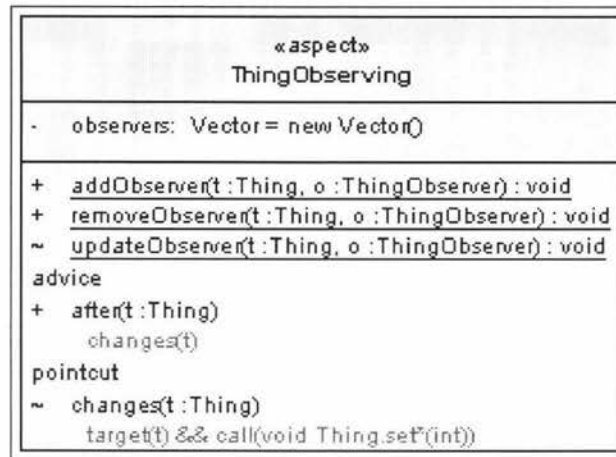 «aspect»
ThingObserving
- observers: Vector = new Vector()
+ addObserver(t :Thing, o :ThingObserver) : void
+ removeObserver(t :Thing, o :ThingObserver) : void
~ updateObserver(t :Thing, o :ThingObserver) : void
advice
+ after(t :Thing)
changes(t)
pointcut
~ changes(t :Thing)
target(t) && call(void Thing.set*(int))